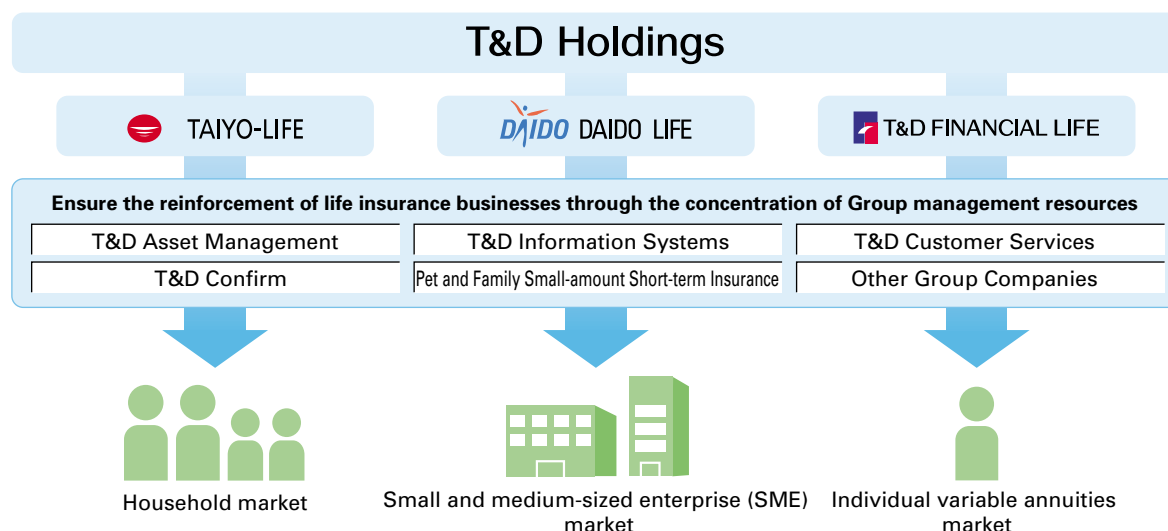 T&D Holdings
TAIYO-LIFE
DAIDO DAIDO LIFE
T&D FINANCIAL LIFE
Ensure the reinforcement of life insurance businesses through the concentration of Group management resources
T&D Asset Management
T&D Information Systems
T&D Customer Services
T&D Confirm
Pet and Family Small-amount Short-term Insurance
Other Group Companies
Household market
Small and medium-sized enterprise (SME)
market
Individual variable annuities
market